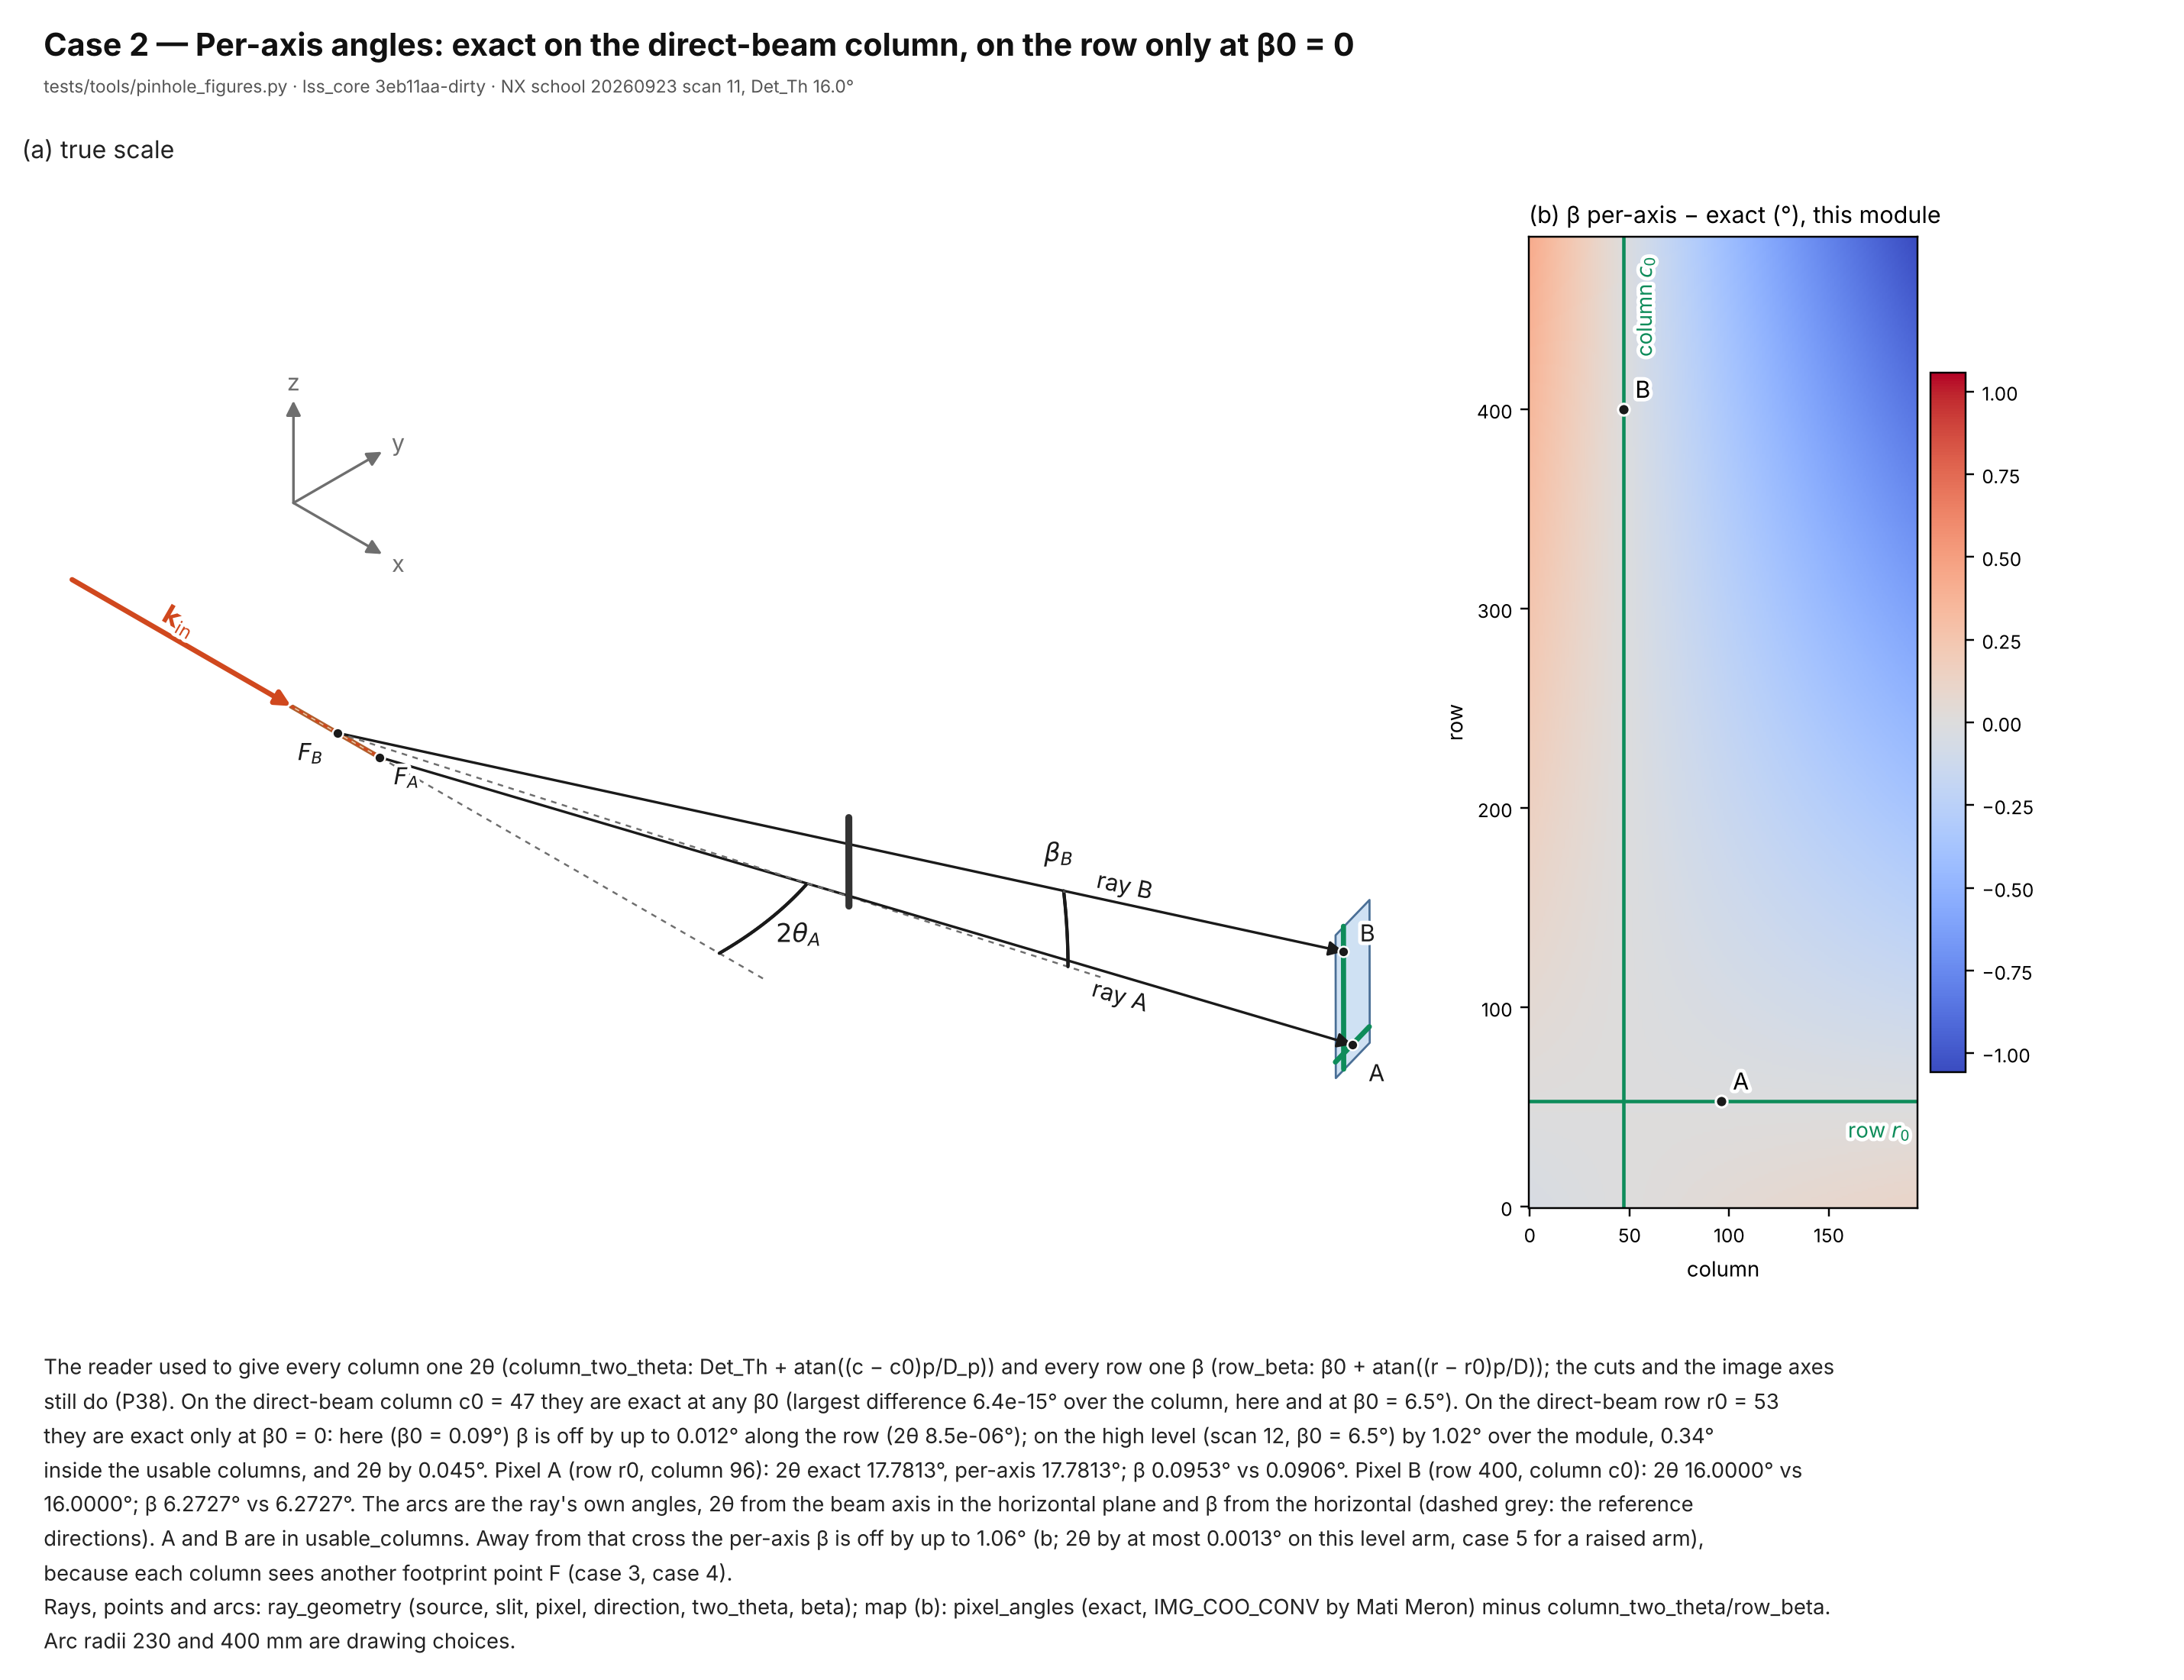 Case 2 — Per-axis angles: exact on the direct-beam column, on the row only at β0 = 0
tests/tools/pinhole_figures.py · lss_core 3eb11aa-dirty · NX school 20260923 scan 11, Det_Th 16.0°
(a) true scale
z
y
x
k_in
F_B
F_A
2θ_A
β_B
ray B
ray A
B
A
(b) β per-axis − exact (°), this module
column c₀
B
A
row r₀
row
400
300
200
100
0
0 50 100 150
column
1.00
0.75
0.50
0.25
0.00
−0.25
−0.50
−0.75
−1.00
The reader used to give every column one 2θ (column_two_theta: Det_Th + atan((c − c0)p/D_p)) and every row one β (row_beta: β0 + atan((r − r0)p/D)); the cuts and the image axes
still do (P38). On the direct-beam column c0 = 47 they are exact at any β0 (largest difference 6.4e-15° over the column, here and at β0 = 6.5°). On the direct-beam row r0 = 53
they are exact only at β0 = 0: here (β0 = 0.09°) β is off by up to 0.012° along the row (2θ 8.5e-06°); on the high level (scan 12, β0 = 6.5°) by 1.02° over the module, 0.34°
inside the usable columns, and 2θ by 0.045°. Pixel A (row r0, column 96): 2θ exact 17.7813°, per-axis 17.7813°; β 0.0953° vs 0.0906°. Pixel B (row 400, column c0): 2θ 16.0000° vs
16.0000°; β 6.2727° vs 6.2727°. The arcs are the ray's own angles, 2θ from the beam axis in the horizontal plane and β from the horizontal (dashed grey: the reference
directions). A and B are in usable_columns. Away from that cross the per-axis β is off by up to 1.06° (b; 2θ by at most 0.0013° on this level arm, case 5 for a raised arm),
because each column sees another footprint point F (case 3, case 4).
Rays, points and arcs: ray_geometry (source, slit, pixel, direction, two_theta, beta); map (b): pixel_angles (exact, IMG_COO_CONV by Mati Meron) minus column_two_theta/row_beta.
Arc radii 230 and 400 mm are drawing choices.